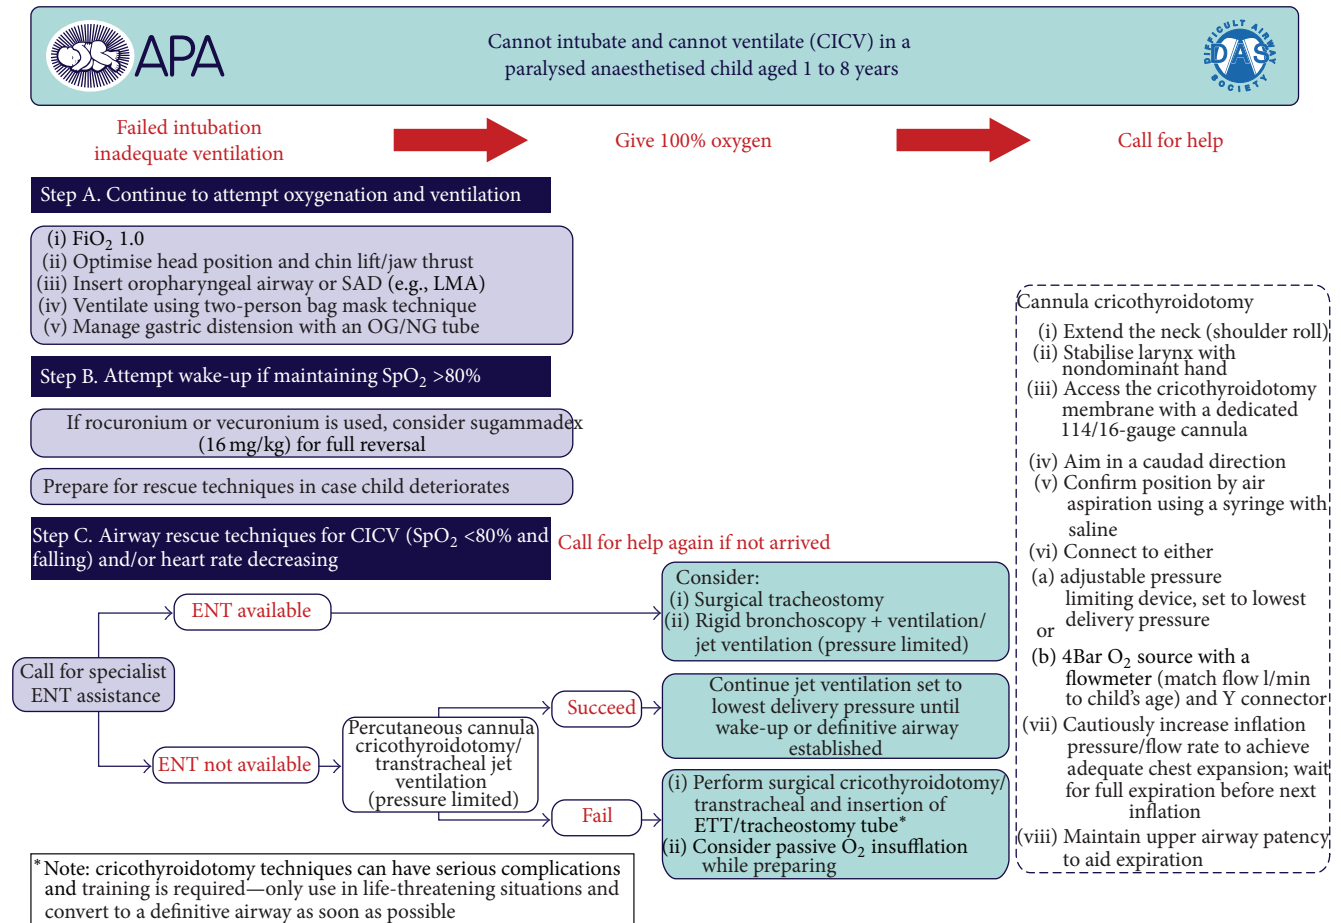 APA
Cannot intubate and cannot ventilate (CICV) in a
paralysed anaesthetised child aged 1 to 8 years
DIFFICULT AIRWAY
DAS
SOCIETY
Failed intubation
inadequate ventilation
Give 100% oxygen
Call for help
Step A. Continue to attempt oxygenation and ventilation
(i) FiO₂ 1.0
(ii) Optimise head position and chin lift/jaw thrust
(iii) Insert oropharyngeal airway or SAD (e.g., LMA)
(iv) Ventilate using two-person bag mask technique
(v) Manage gastric distension with an OG/NG tube
Step B. Attempt wake-up if maintaining SpO₂ >80%
If rocuronium or vecuronium is used, consider sugammadex
(16 mg/kg) for full reversal
Prepare for rescue techniques in case child deteriorates
Step C. Airway rescue techniques for CICV (SpO₂ <80% and
falling) and/or heart rate decreasing
Call for help again if not arrived
Call for specialist
ENT assistance
ENT available
Consider:
(i) Surgical tracheostomy
(ii) Rigid bronchoscopy + ventilation/
jet ventilation (pressure limited)
ENT not available
Percutaneous cannula
cricothyroidotomy/
transtracheal jet
ventilation
(pressure limited)
Succeed
Continue jet ventilation set to
lowest delivery pressure until
wake-up or definitive airway
established
Fail
(i) Perform surgical cricothyroidotomy/
transtracheal and insertion of
ETT/tracheostomy tube*
(ii) Consider passive O₂ insufflation
while preparing
Cannula cricothyroidotomy
(i) Extend the neck (shoulder roll)
(ii) Stabilise larynx with
nondominant hand
(iii) Access the cricothyroidotomy
membrane with a dedicated
114/16-gauge cannula
(iv) Aim in a caudad direction
(v) Confirm position by air
aspiration using a syringe with
saline
(vi) Connect to either
(a) adjustable pressure
limiting device, set to lowest
delivery pressure
or
(b) 4Bar O₂ source with a
flowmeter (match flow l/min
to child's age) and Y connector
(vii) Cautiously increase inflation
pressure/flow rate to achieve
adequate chest expansion; wait
for full expiration before next
inflation
(viii) Maintain upper airway patency
to aid expiration
*Note: cricothyroidotomy techniques can have serious complications
and training is required—only use in life-threatening situations and
convert to a definitive airway as soon as possible